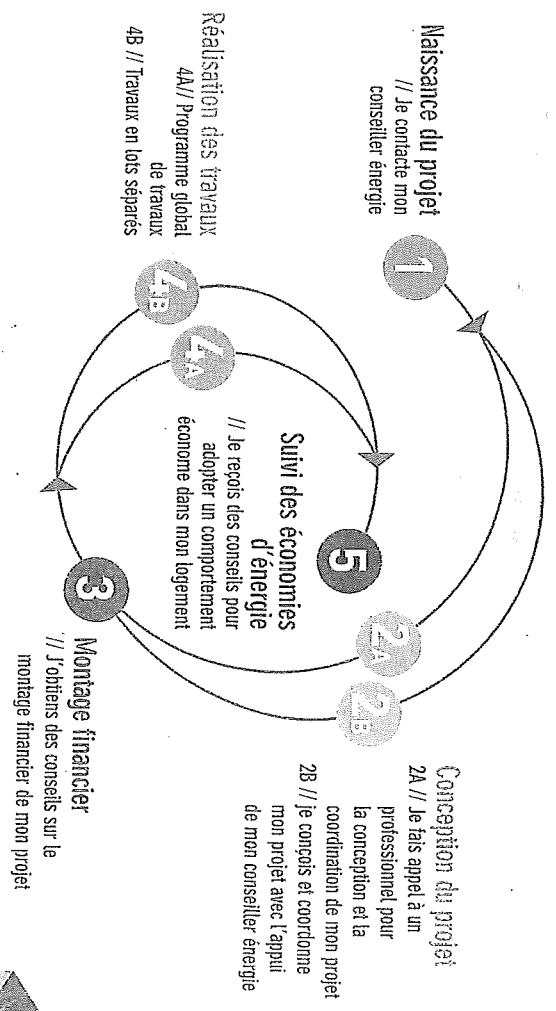 Naissance du projet
// Je contacte mon
conseiller énergie
1
2A
2B
Conception du projet
2A // Je fais appel à un
professionnel pour
la conception et la
coordination de mon projet
2B // je conçois et coordonne
mon projet avec l'appui
de mon conseiller énergie
3
Montage financier
// J'obtiens des conseils sur le
montage financier de mon projet
Réalisation des travaux
4A// Programme global
de travaux
4B // Travaux en lots séparés
4B
4A
5
Suivi des économies
d'énergie
// Je reçois des conseils pour
adopter un comportement
économe dans mon logement